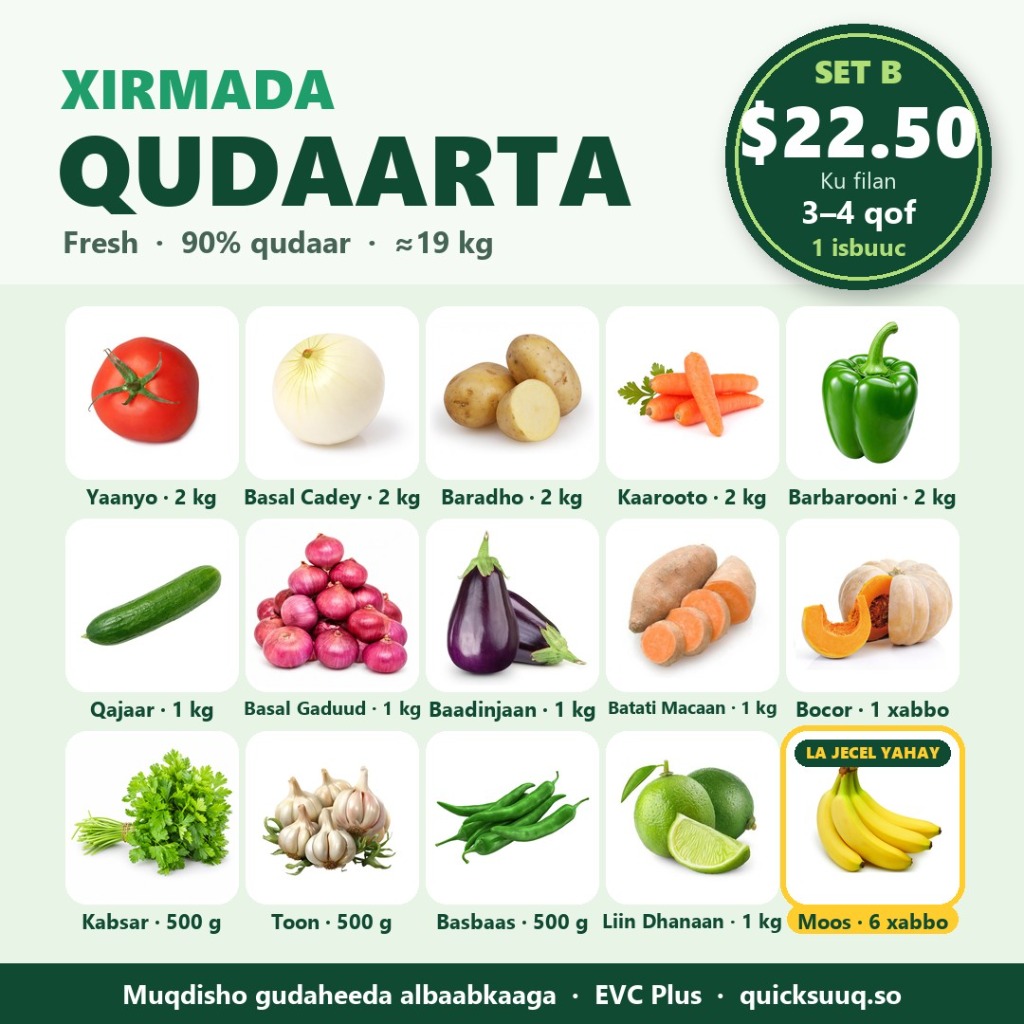 XIRMADA
QUDAARTA
Fresh · 90% qudaar · ≈19 kg
SET B
$22.50
Ku filan
3–4 qof
1 isbuuc
Yaanyo · 2 kg
Basal Cadey · 2 kg
Baradho · 2 kg
Kaarooto · 2 kg
Barbarooni · 2 kg
Qajaar · 1 kg
Basal Gaduud · 1 kg
Baadinjaan · 1 kg
Batati Macaan · 1 kg
Bocor · 1 xabbo
LA JECEL YAHAY
Kabsar · 500 g
Toon · 500 g
Basbaas · 500 g
Liin Dhanaan · 1 kg
Moos · 6 xabbo
Muqdisho gudaheeda albaabkaaga · EVC Plus · quicksuuq.so